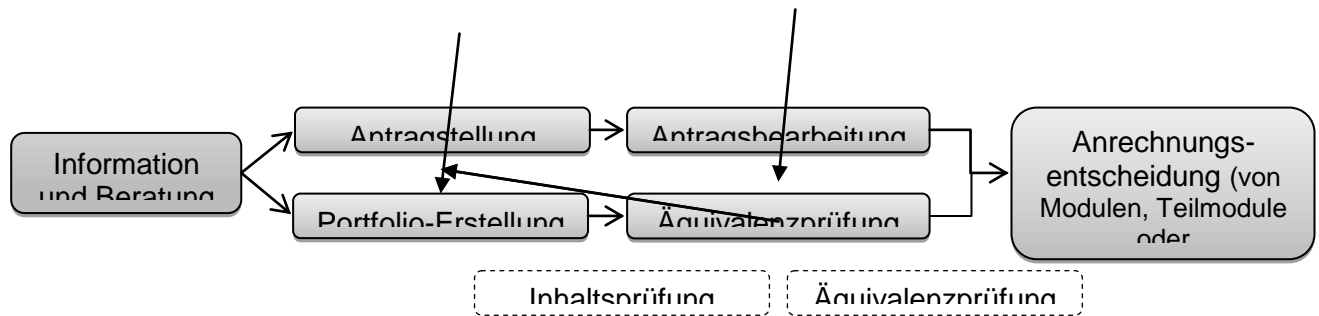 Information
und Beratung
Antragstellung
Portfolio-Erstellung
Antragsbearbeitung
Äquivalenzprüfung
Anrechnungs-
entscheidung (von
Modulen, Teilmodule
oder
Inhaltsprüfung
Äquivalenzprüfung